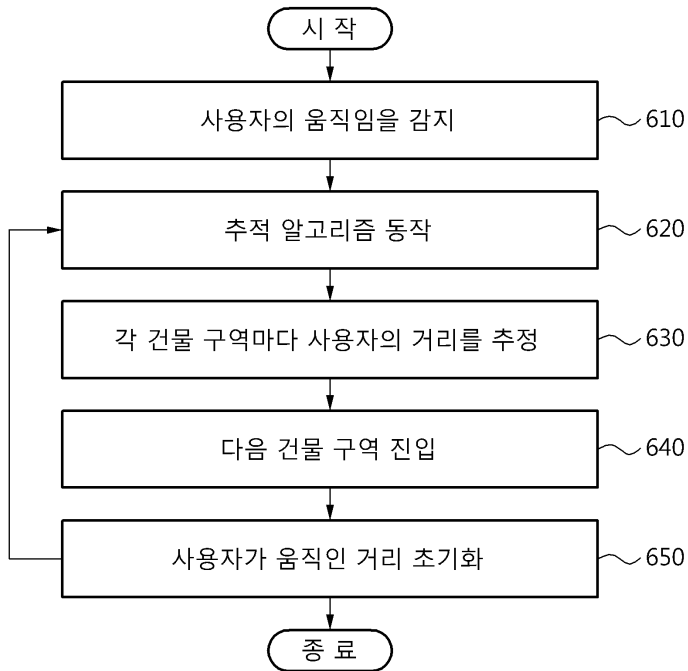 시 작
사용자의 움직임을 감지
610
추적 알고리즘 동작
620
각 건물 구역마다 사용자의 거리를 추정
630
다음 건물 구역 진입
640
사용자가 움직인 거리 초기화
650
종 료